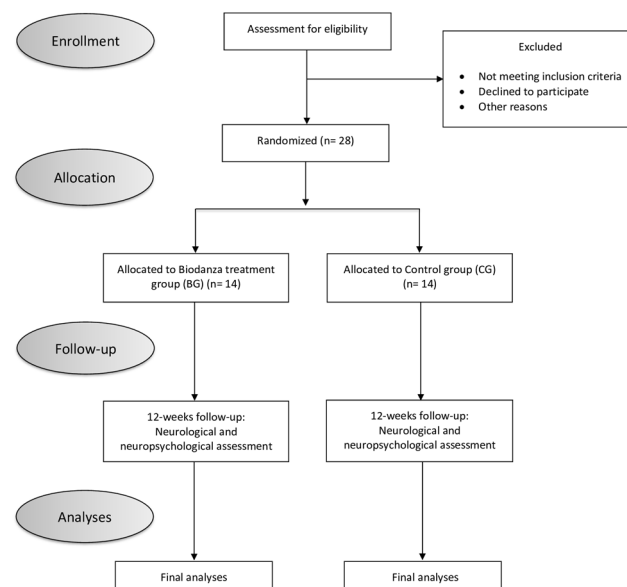 Enrollment
Assessment for eligibility
Excluded
• Not meeting inclusion criteria
• Declined to participate
• Other reasons
Randomized (n= 28)
Allocation
Allocated to Biodanza treatment
group (BG) (n= 14)
Allocated to Control group (CG)
(n= 14)
Follow-up
12-weeks follow-up:
Neurological and
neuropsychological assessment
12-weeks follow-up:
Neurological and
neuropsychological assessment
Analyses
Final analyses
Final analyses